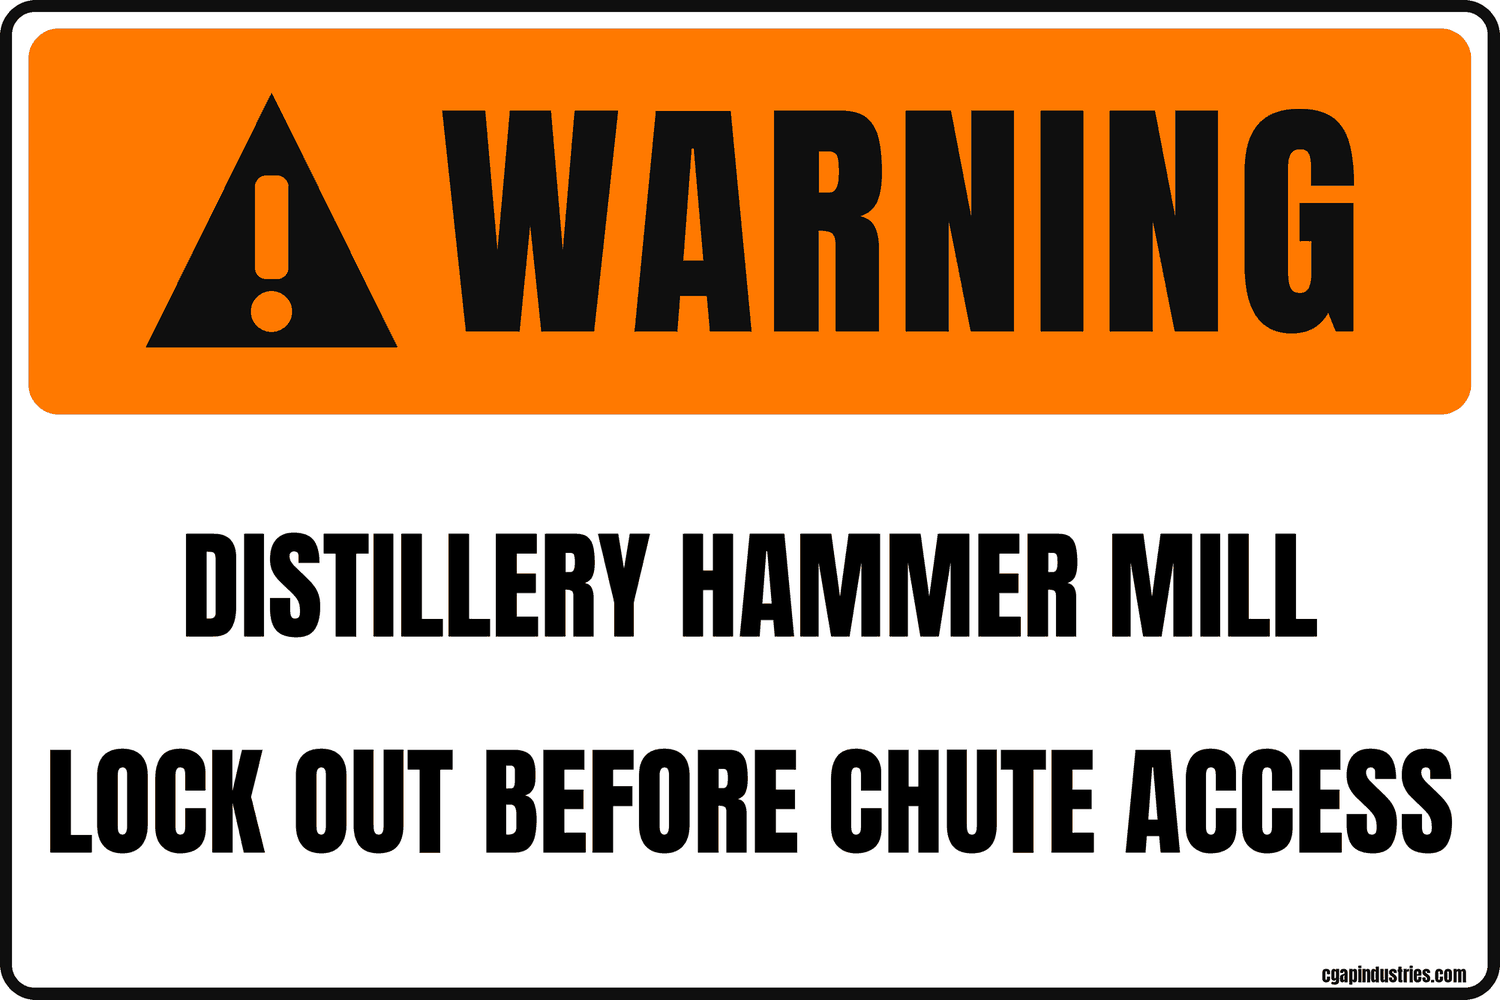 WARNING
DISTILLERY HAMMER MILL
LOCK OUT BEFORE CHUTE ACCESS
cgapindustries.com